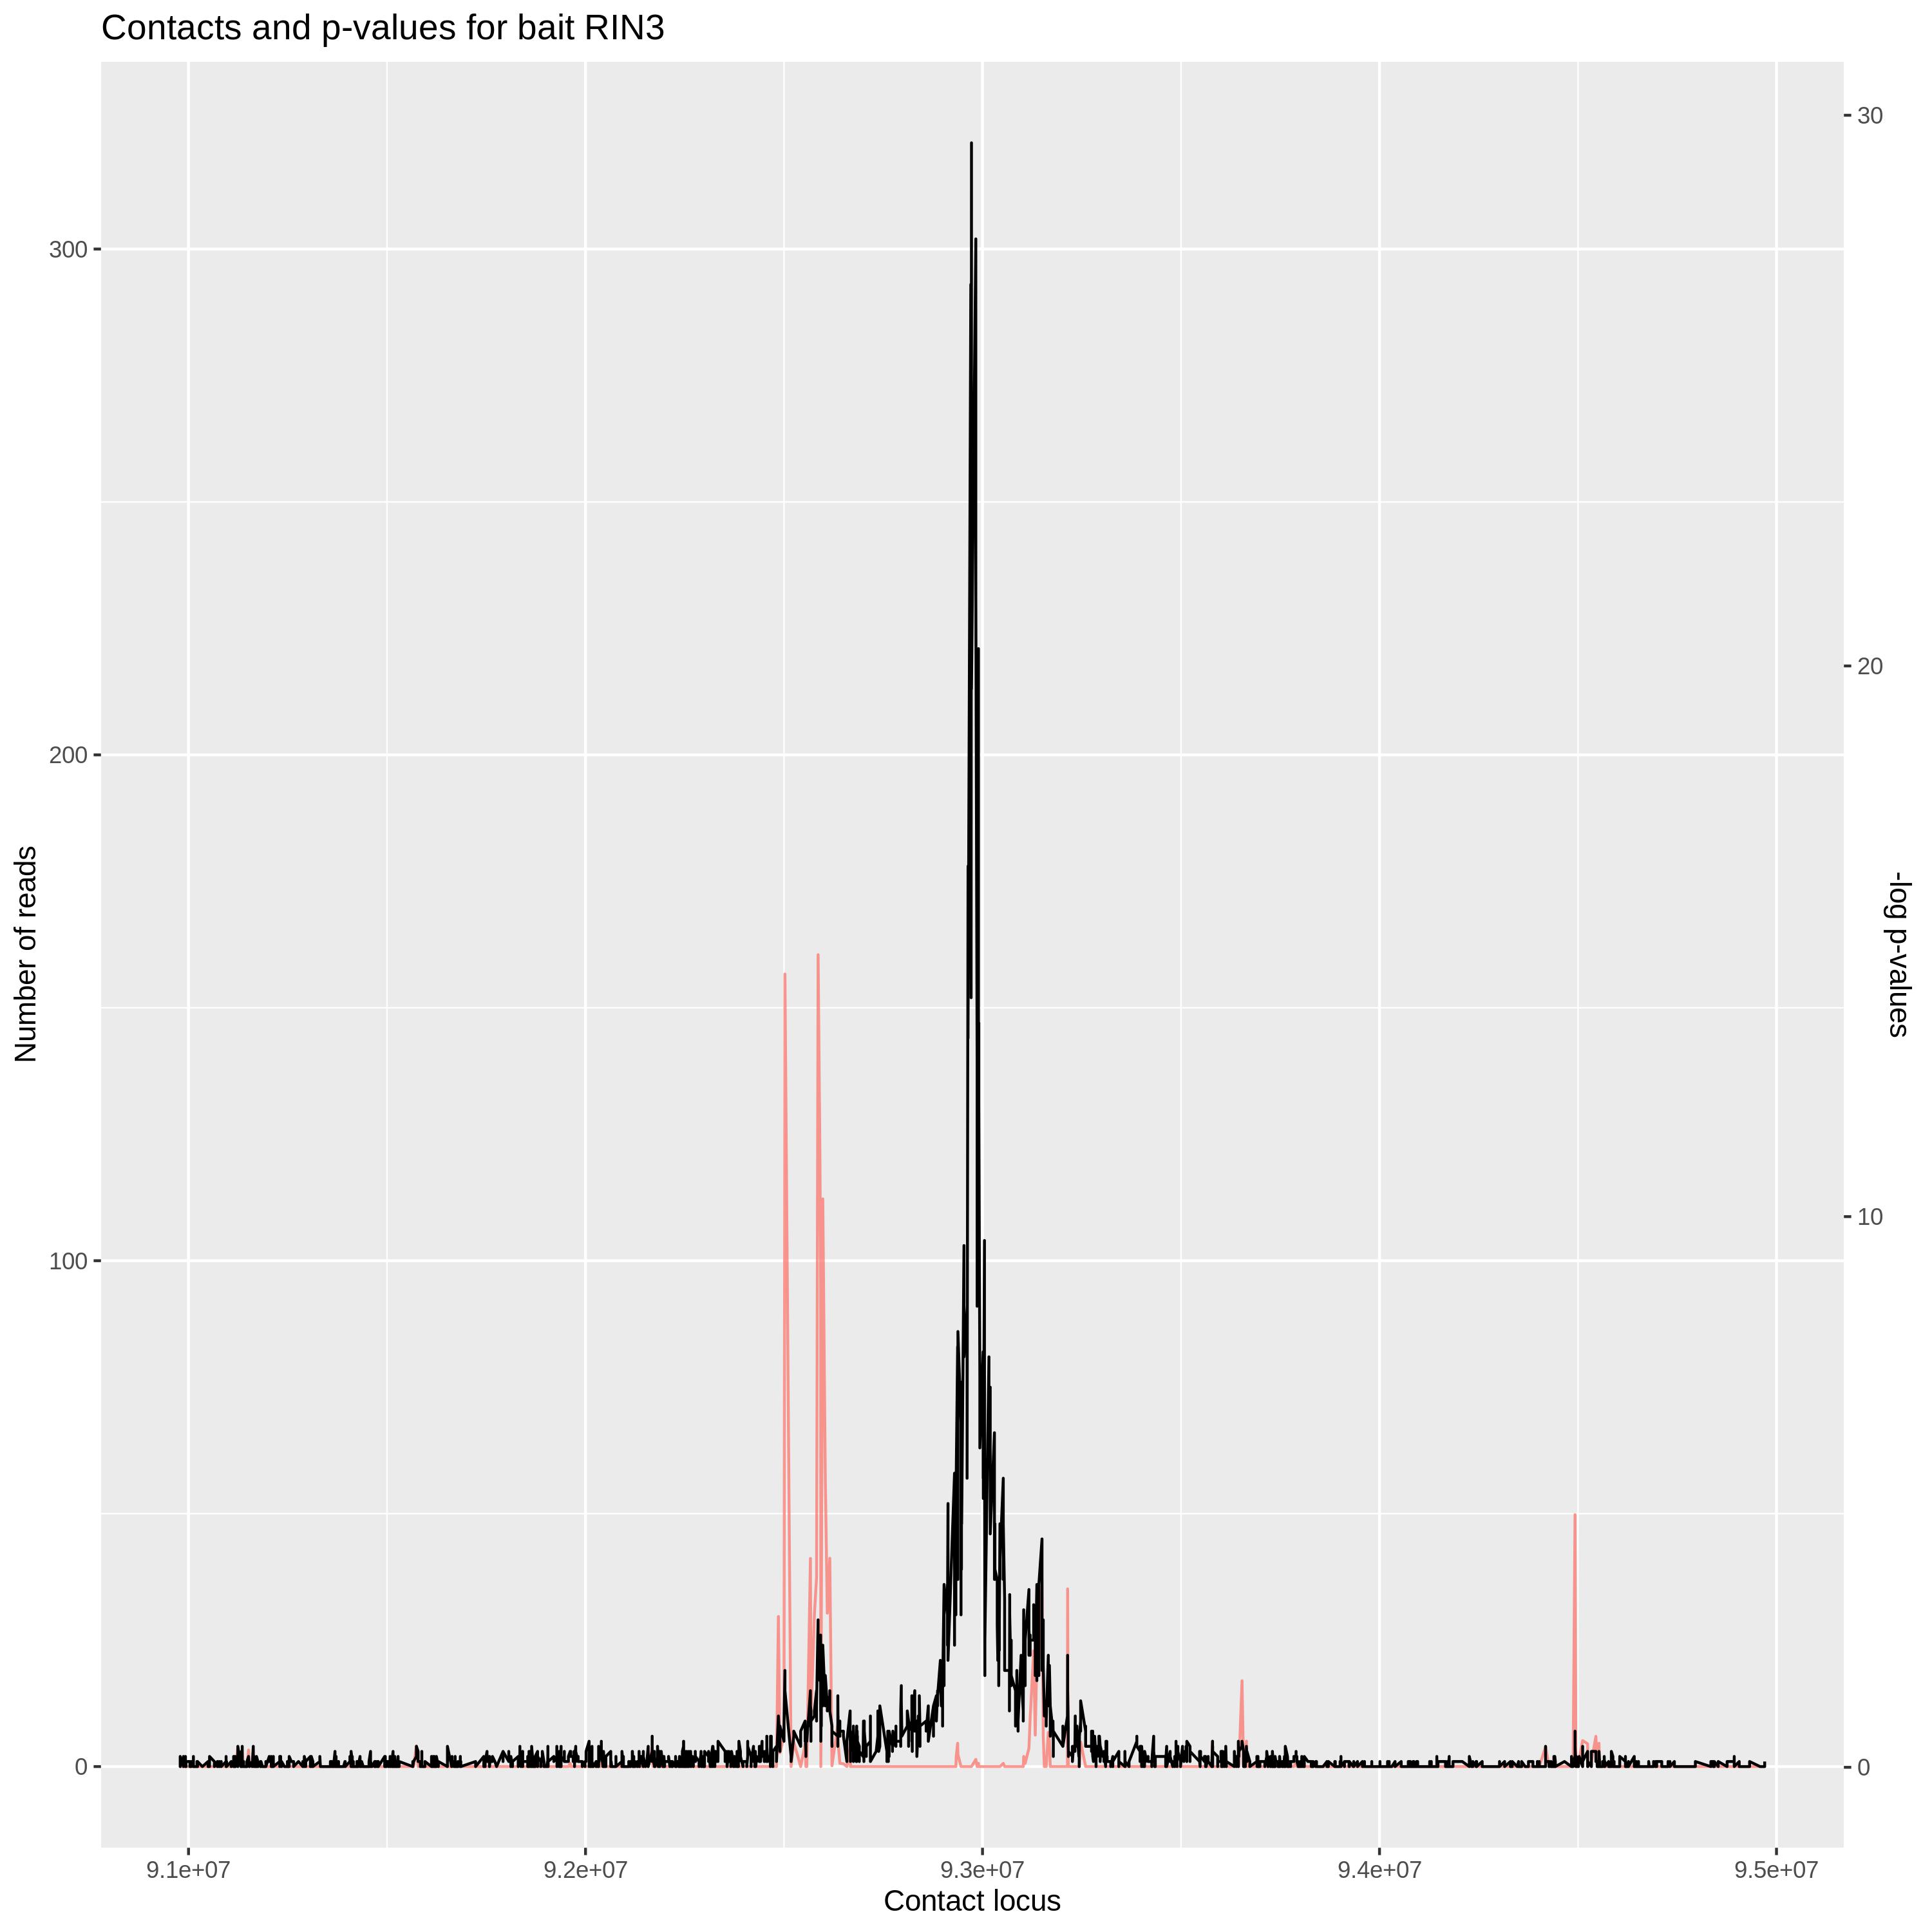 Contacts and p-values for bait RIN3
30
300
20
200
Number of reads
-log p-values
10
100
0
0
9.1e+07
9.2e+07
9.3e+07
9.4e+07
9.5e+07
Contact locus